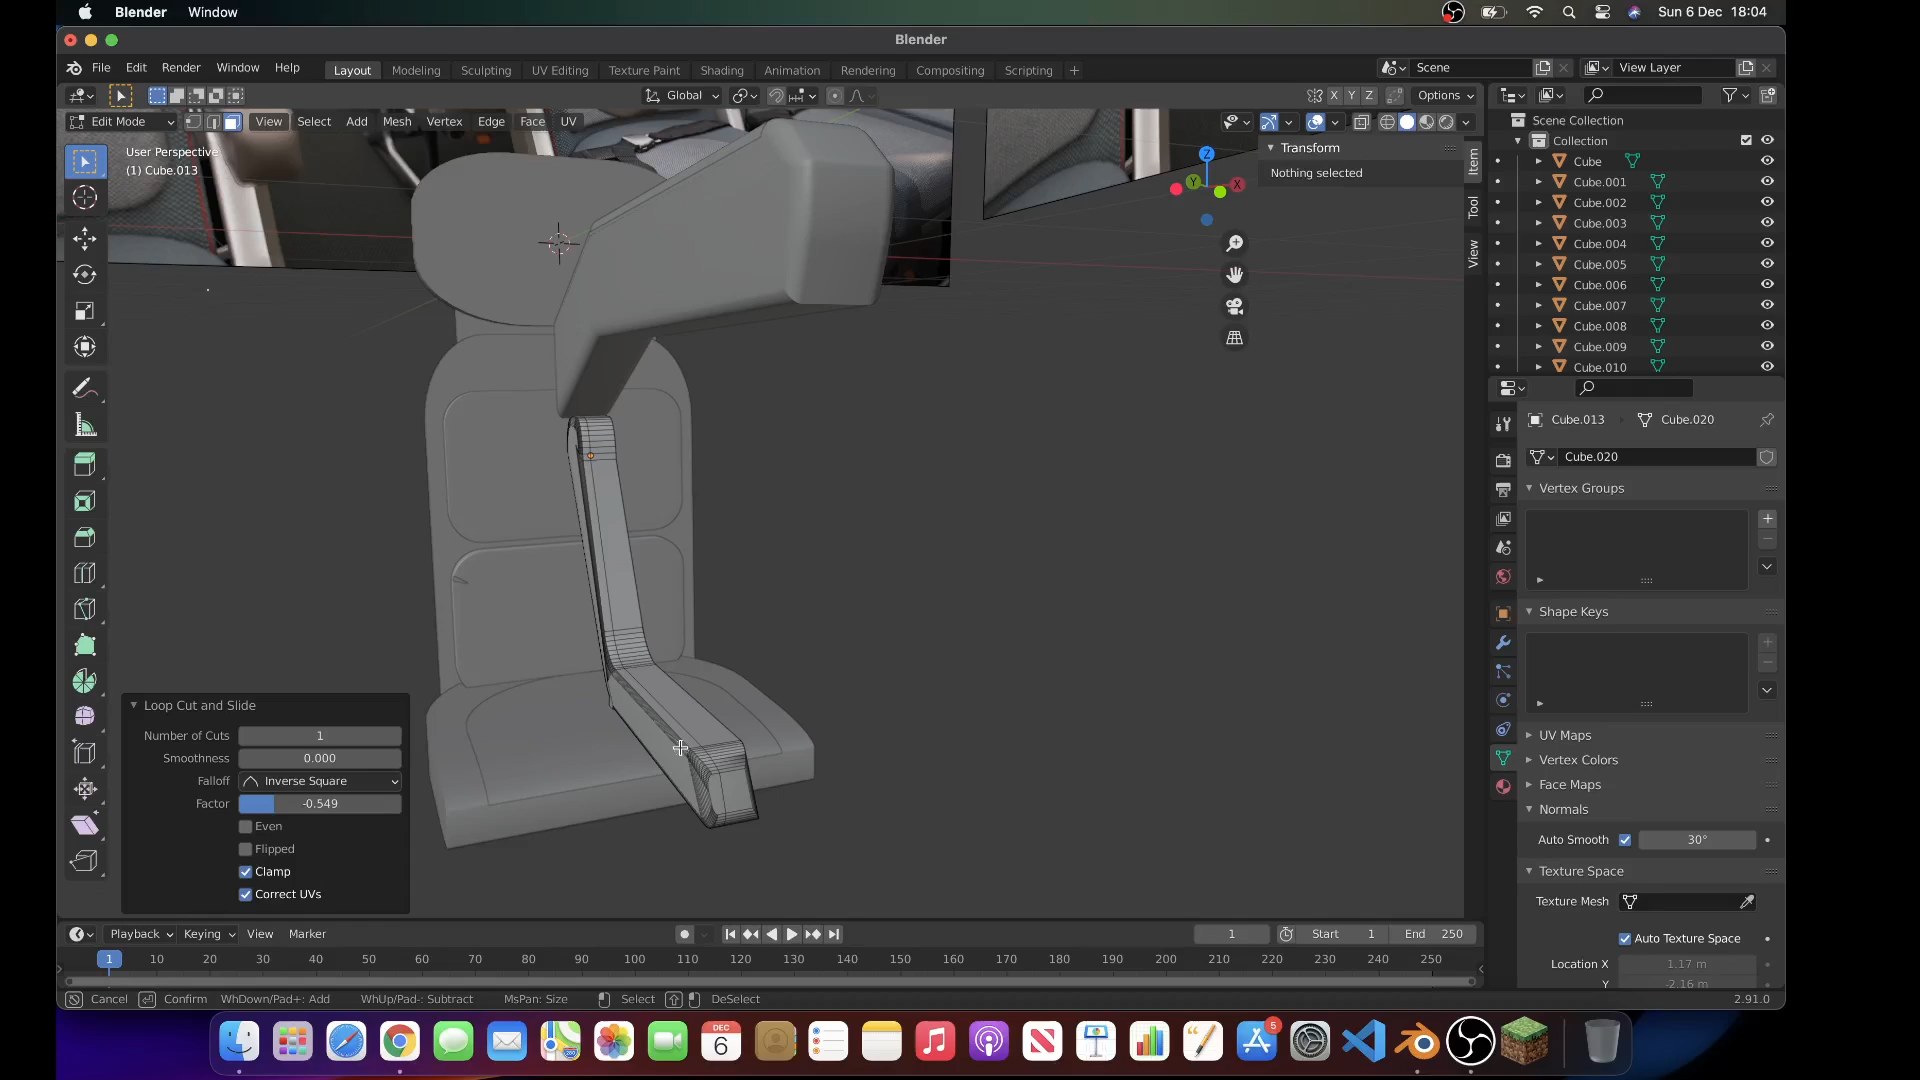 Blender Window Sun 6 Dec 18:04
Blender
File Edit Render Window Help Layout Modeling Sculpting UV Editing Texture Paint Shading Animation Rendering Compositing Scripting + Scene View Layer
Global X Y Z Options
Edit Mode View Select Add Mesh Vertex Edge Face UV
User Perspective
(1) Cube.013
Transform
Nothing selected
Item
Tool
View
Z
Y
X
Scene Collection
Collection
Cube
Cube.001
Cube.002
Cube.003
Cube.004
Cube.005
Cube.006
Cube.007
Cube.008
Cube.009
Cube.010
Cube.013 Cube.020
Cube.020
Vertex Groups
Shape Keys
UV Maps
Vertex Colors
Face Maps
Normals
Auto Smooth 30°
Texture Space
Texture Mesh
Auto Texture Space
Location X 1.17 m
Y -2.16 m
Loop Cut and Slide
Number of Cuts 1
Smoothness 0.000
Falloff Inverse Square
Factor -0.549
Even
Flipped
Clamp
Correct UVs
Playback Keying View Marker 1 Start 1 End 250
1 10 20 30 40 50 60 70 80 90 100 110 120 130 140 150 160 170 180 190 200 210 220 230 240 250
Cancel Confirm WhDown/Pad+: Add WhUp/Pad-: Subtract MsPan: Size Select DeSelect 2.91.0
DEC
6
5